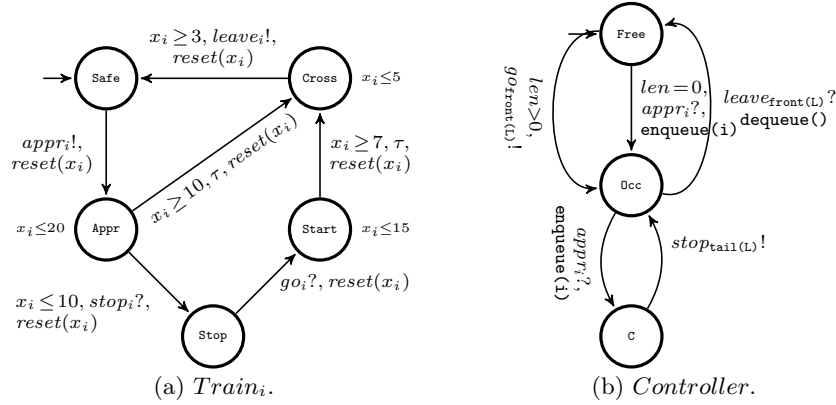 x_i ≥3, leave_i!,
reset(x_i)
Safe
Cross
x_i≤5
appr_i!,
reset(x_i)
x_i≥10, τ, reset(x_i)
x_i ≥7, τ,
reset(x_i)
x_i≤20
Appr
Start
x_i≤15
x_i ≤10, stop_i?,
reset(x_i)
go_i?, reset(x_i)
Stop
(a) Train_i.
Free
len>0,
go_front(L)!
len=0,
appr_i?,
enqueue(i)
leave_front(L)?
dequeue()
Occ
appr_i?,
enqueue(i)
stop_tail(L)!
C
(b) Controller.